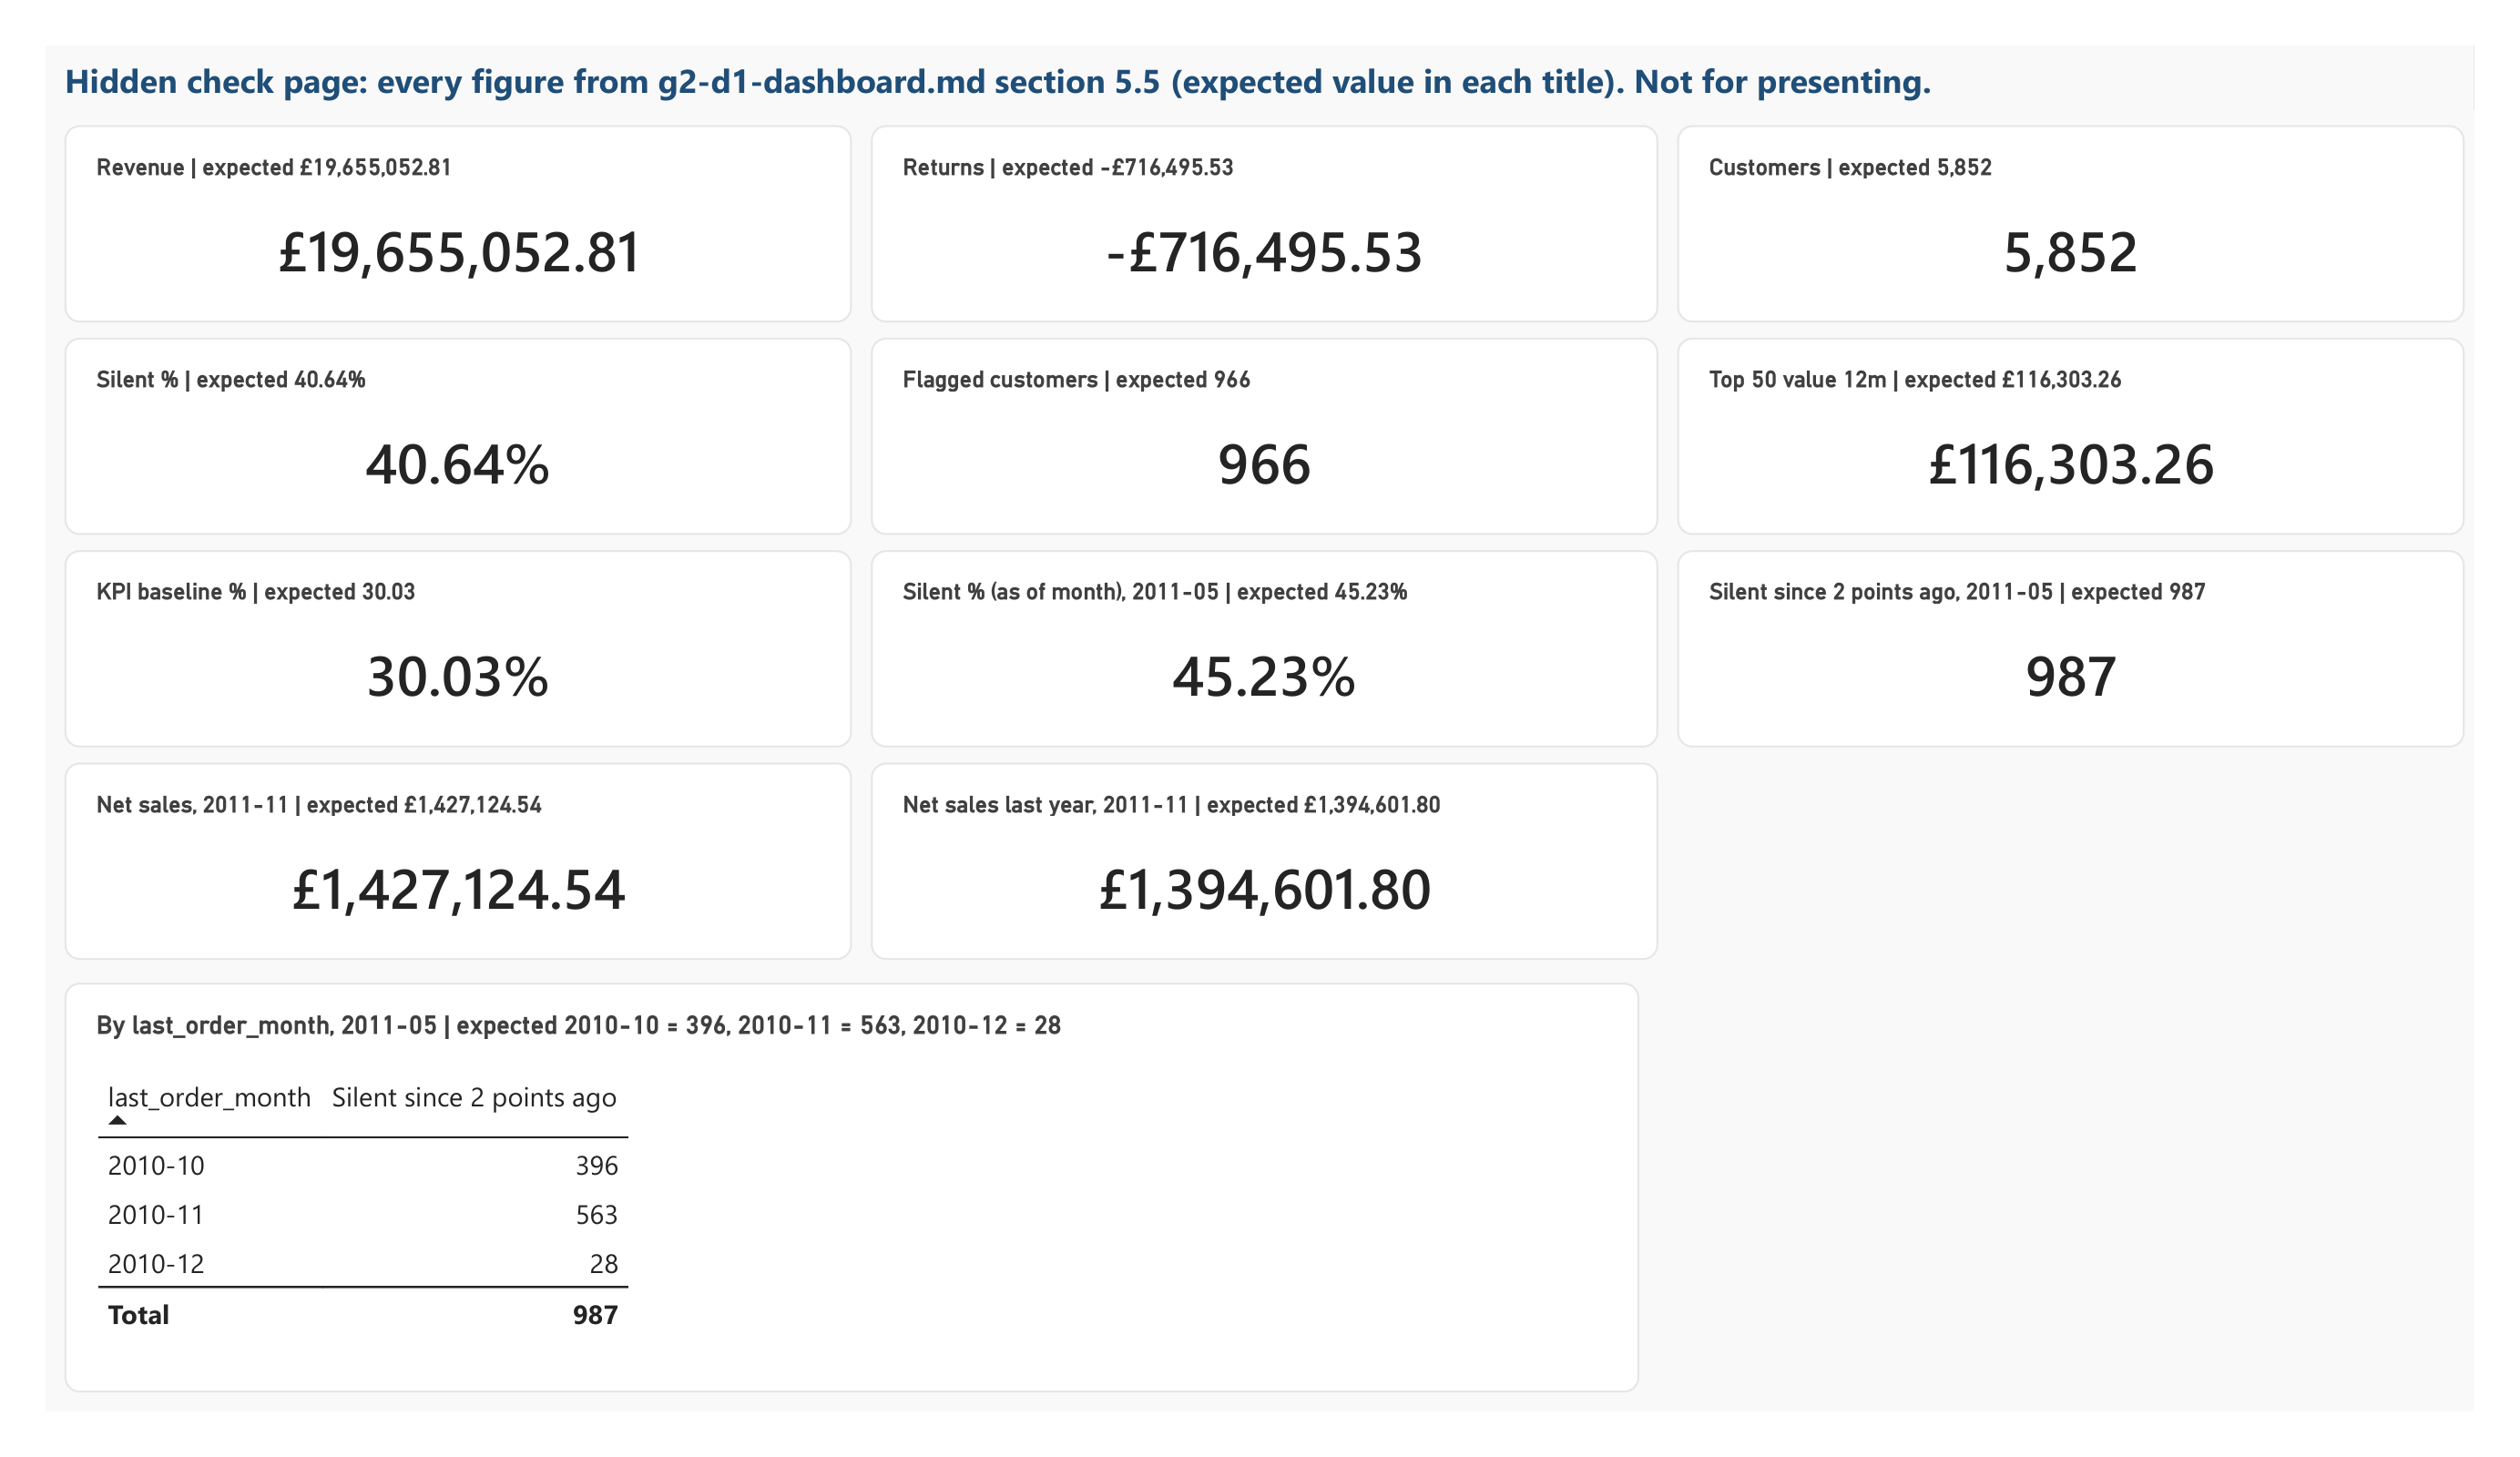 Hidden check page: every figure from g2-d1-dashboard.md section 5.5 (expected value in each title). Not for presenting.
Revenue | expected £19,655,052.81
£19,655,052.81
Returns | expected -£716,495.53
-£716,495.53
Customers | expected 5,852
5,852
Silent % | expected 40.64%
40.64%
Flagged customers | expected 966
966
Top 50 value 12m | expected £116,303.26
£116,303.26
KPI baseline % | expected 30.03
30.03%
Silent % (as of month), 2011-05 | expected 45.23%
45.23%
Silent since 2 points ago, 2011-05 | expected 987
987
Net sales, 2011-11 | expected £1,427,124.54
£1,427,124.54
Net sales last year, 2011-11 | expected £1,394,601.80
£1,394,601.80
By last_order_month, 2011-05 | expected 2010-10 = 396, 2010-11 = 563, 2010-12 = 28
last_order_month Silent since 2 points ago
2010-10 396
2010-11 563
2010-12 28
Total 987